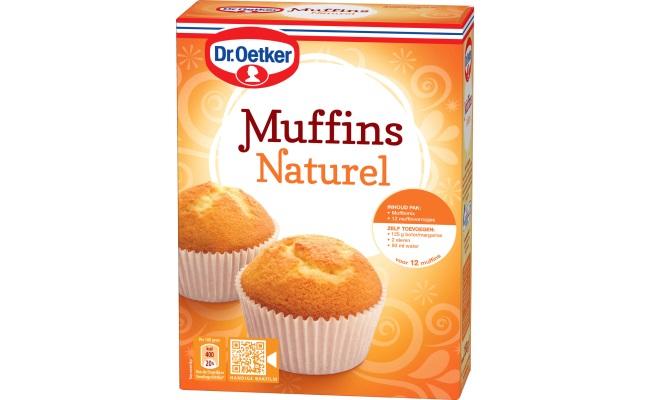 Dr.Oetker
Muffins
Naturel
INHOUD PAK:
• Muffinmix
• 12 muffinvormpjes
ZELF TOEVOEGEN:
• 125 g boter/margarine
• 2 eieren
• 50 ml water
voor 12 muffins
400
20%
HANDIGE BAKFILM